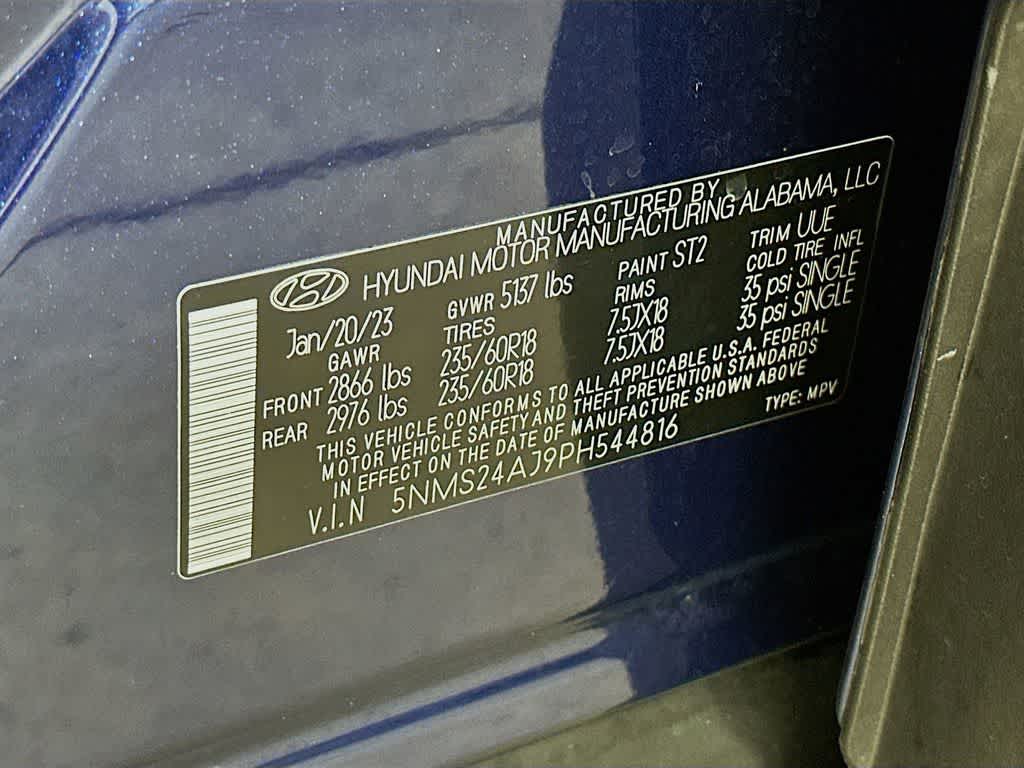 MANUFACTURED BY
HYUNDAI MOTOR MANUFACTURING ALABAMA, LLC
Jan/20/23 GVWR 5137 lbs PAINT ST2 TRIM UUE
GAWR TIRES RIMS COLD TIRE INFL
FRONT 2866 lbs 235/60R18 7.5JX18 35 psi SINGLE
REAR 2976 lbs 235/60R18 7.5JX18 35 psi SINGLE
THIS VEHICLE CONFORMS TO ALL APPLICABLE U.S.A. FEDERAL
MOTOR VEHICLE SAFETY AND THEFT PREVENTION STANDARDS
IN EFFECT ON THE DATE OF MANUFACTURE SHOWN ABOVE
V.I.N 5NMS24AJ9PH544816 TYPE: MPV